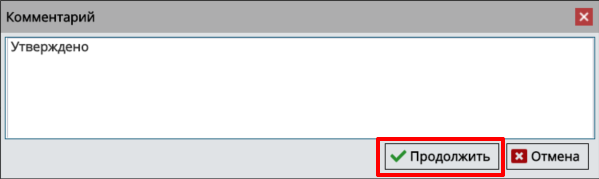 Комментарий
Утверждено
Продолжить
Отмена